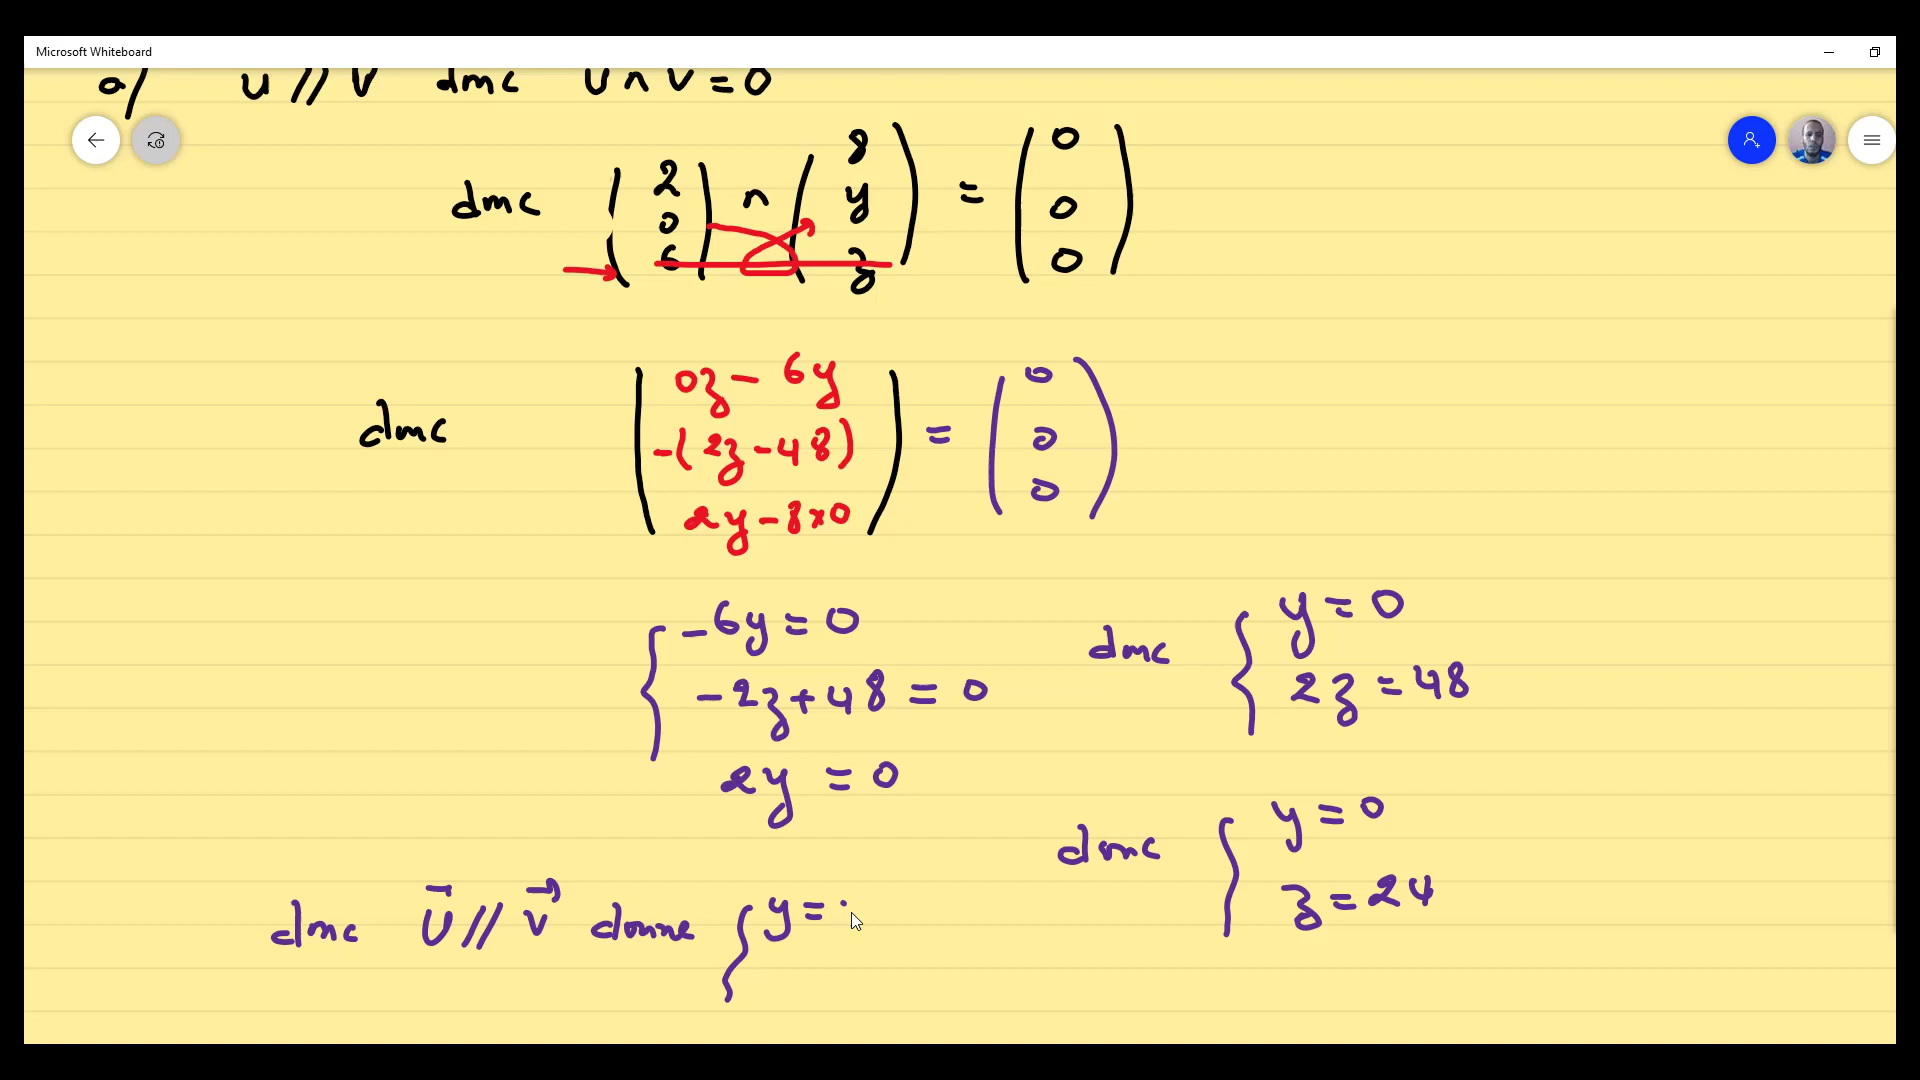 Microsoft Whiteboard
a/ u // v dmc u ∧ v = 0
dmc ( 2 0 6 ) ∧ ( 8 y z ) = ( 0 0 0 )
dmc ( 0z - 6y
-(2z - 48)
2y - 8×0 ) = ( 0 0 0 )
{ -6y = 0
-2z + 48 = 0
2y = 0
dmc { y = 0
2z = 48
dmc { y = 0
z = 24
dmc U // v donne { y =